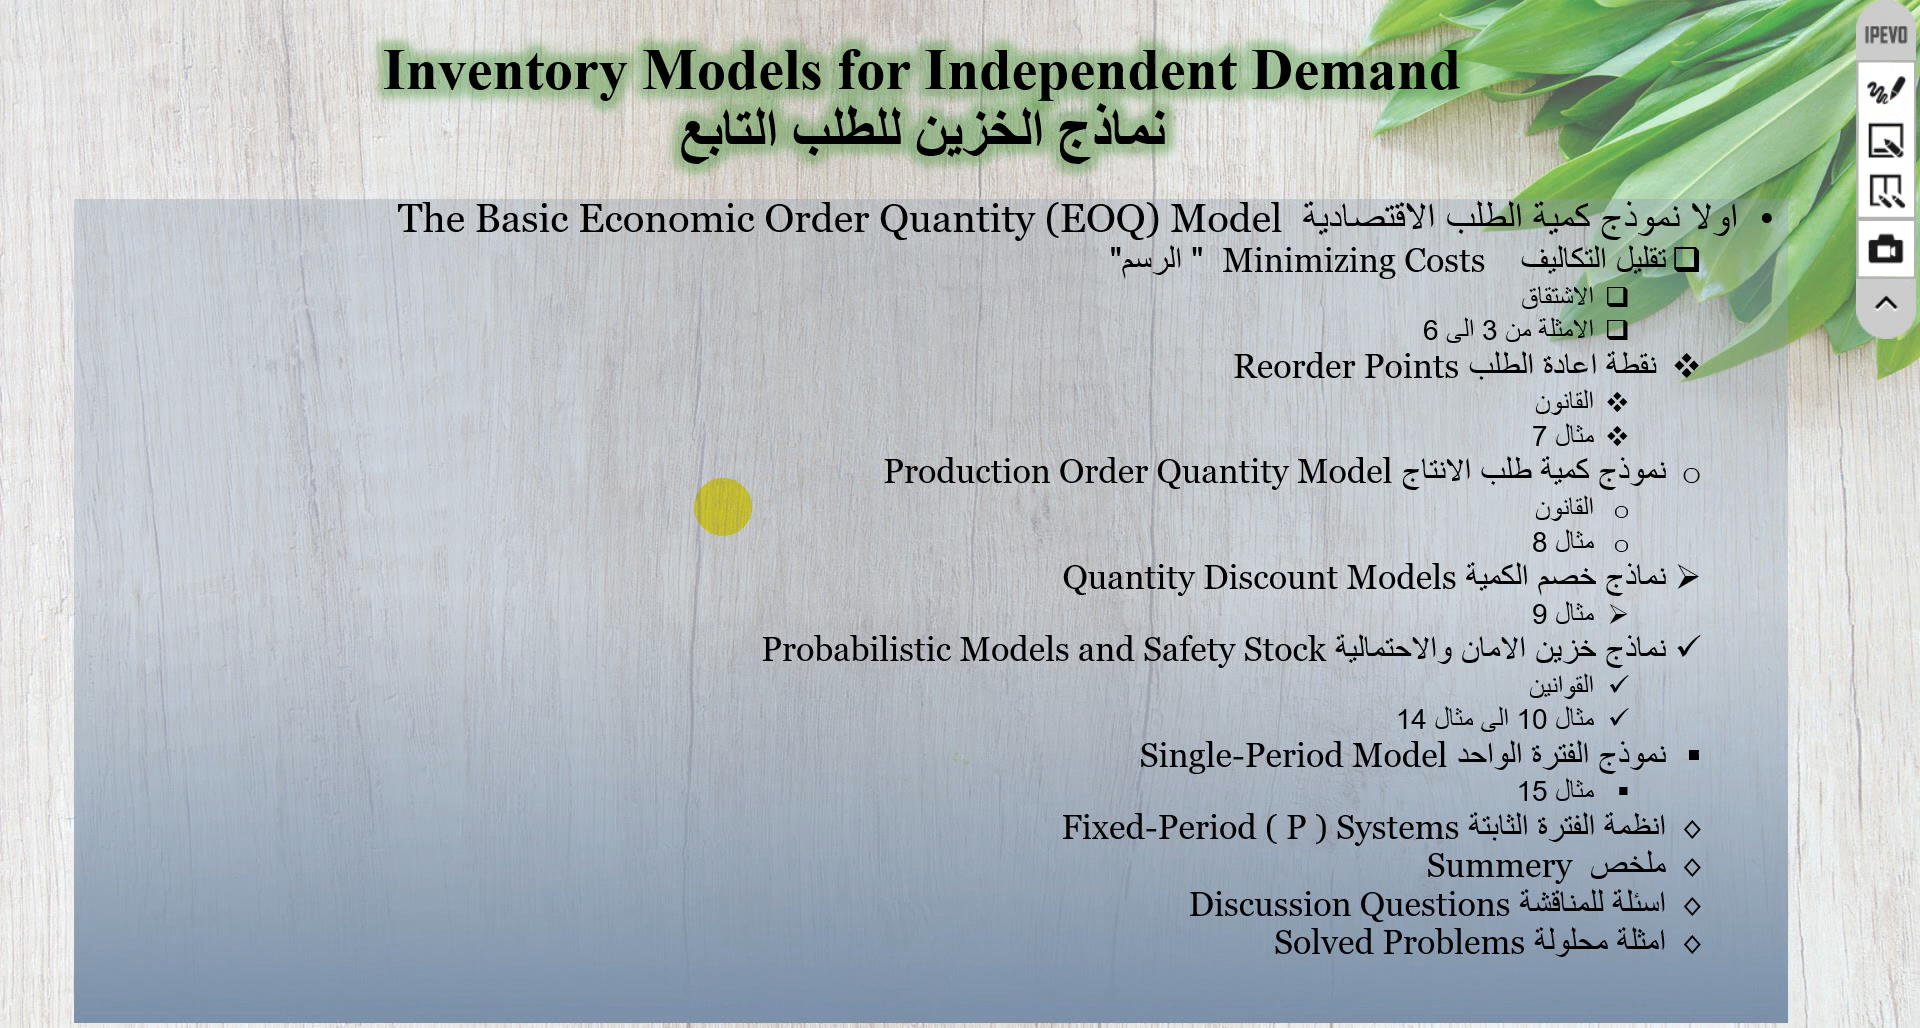 Inventory Models for Independent Demand
نماذج الخزين للطلب التابع
IPEVO
• اولا نموذج كمية الطلب الاقتصادية The Basic Economic Order Quantity (EOQ) Model
❑ تقليل التكاليف Minimizing Costs " الرسم"
❑ الاشتقاق
❑ الامثلة من 3 الى 6
❖ نقطة اعادة الطلب Reorder Points
❖ القانون
❖ مثال 7
o نموذج كمية طلب الانتاج Production Order Quantity Model
o القانون
o مثال 8
➢ نماذج خصم الكمية Quantity Discount Models
➢ مثال 9
✓ نماذج خزين الامان والاحتمالية Probabilistic Models and Safety Stock
✓ القوانين
✓ مثال 10 الى مثال 14
▪ نموذج الفترة الواحد Single-Period Model
▪ مثال 15
◊ انظمة الفترة الثابتة Fixed-Period ( P ) Systems
◊ ملخص Summery
◊ اسئلة للمناقشة Discussion Questions
◊ امثلة محلولة Solved Problems